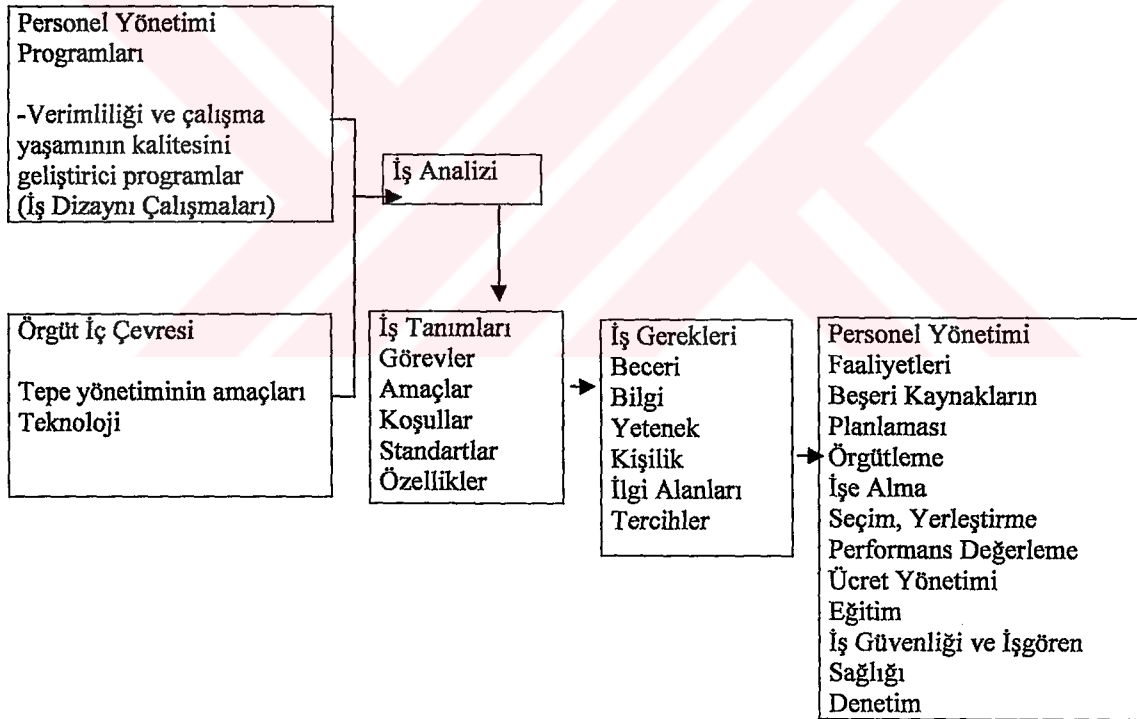 Personel Yönetimi
Programları
-Verimliliği ve çalışma
yaşamının kalitesini
geliştirici programlar
(İş Dizaynı Çalışmaları)
İş Analizi
Örgüt İç Çevresi
Tepe yönetiminin amaçları
Teknoloji
İş Tanımları
Görevler
Amaçlar
Koşullar
Standartlar
Özellikler
İş Gerekleri
Beceri
Bilgi
Yetenek
Kişilik
İlgi Alanları
Tercihler
Personel Yönetimi
Faaliyetleri
Beşeri Kaynakların
Planlaması
Örgütleme
İşe Alma
Seçim, Yerleştirme
Performans Değerleme
Ücret Yönetimi
Eğitim
İş Güvenliği ve İşgören
Sağlığı
Denetim